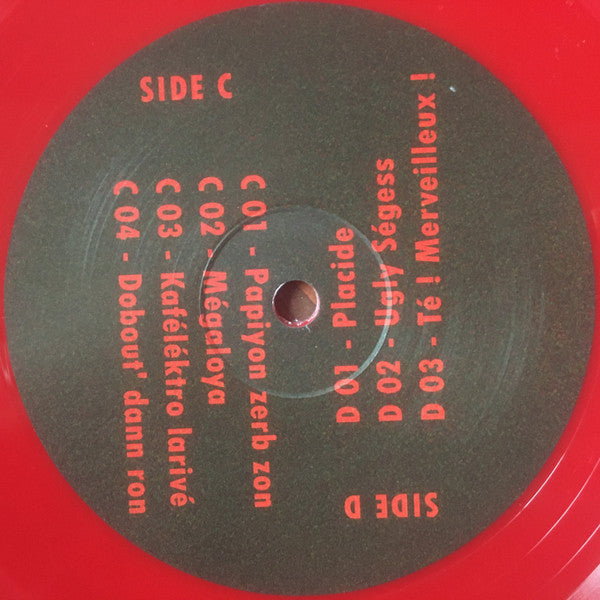 SIDE C
C 01 - Papiyon zerb zon
C 02 - Mégaloya
C 03 - Kaféléktro larivé
C 04 - Dobout' dann ron
SIDE D
D 01 - Placide
D 02 - Ugly Ségess
D 03 - Té ! Merveilleux !